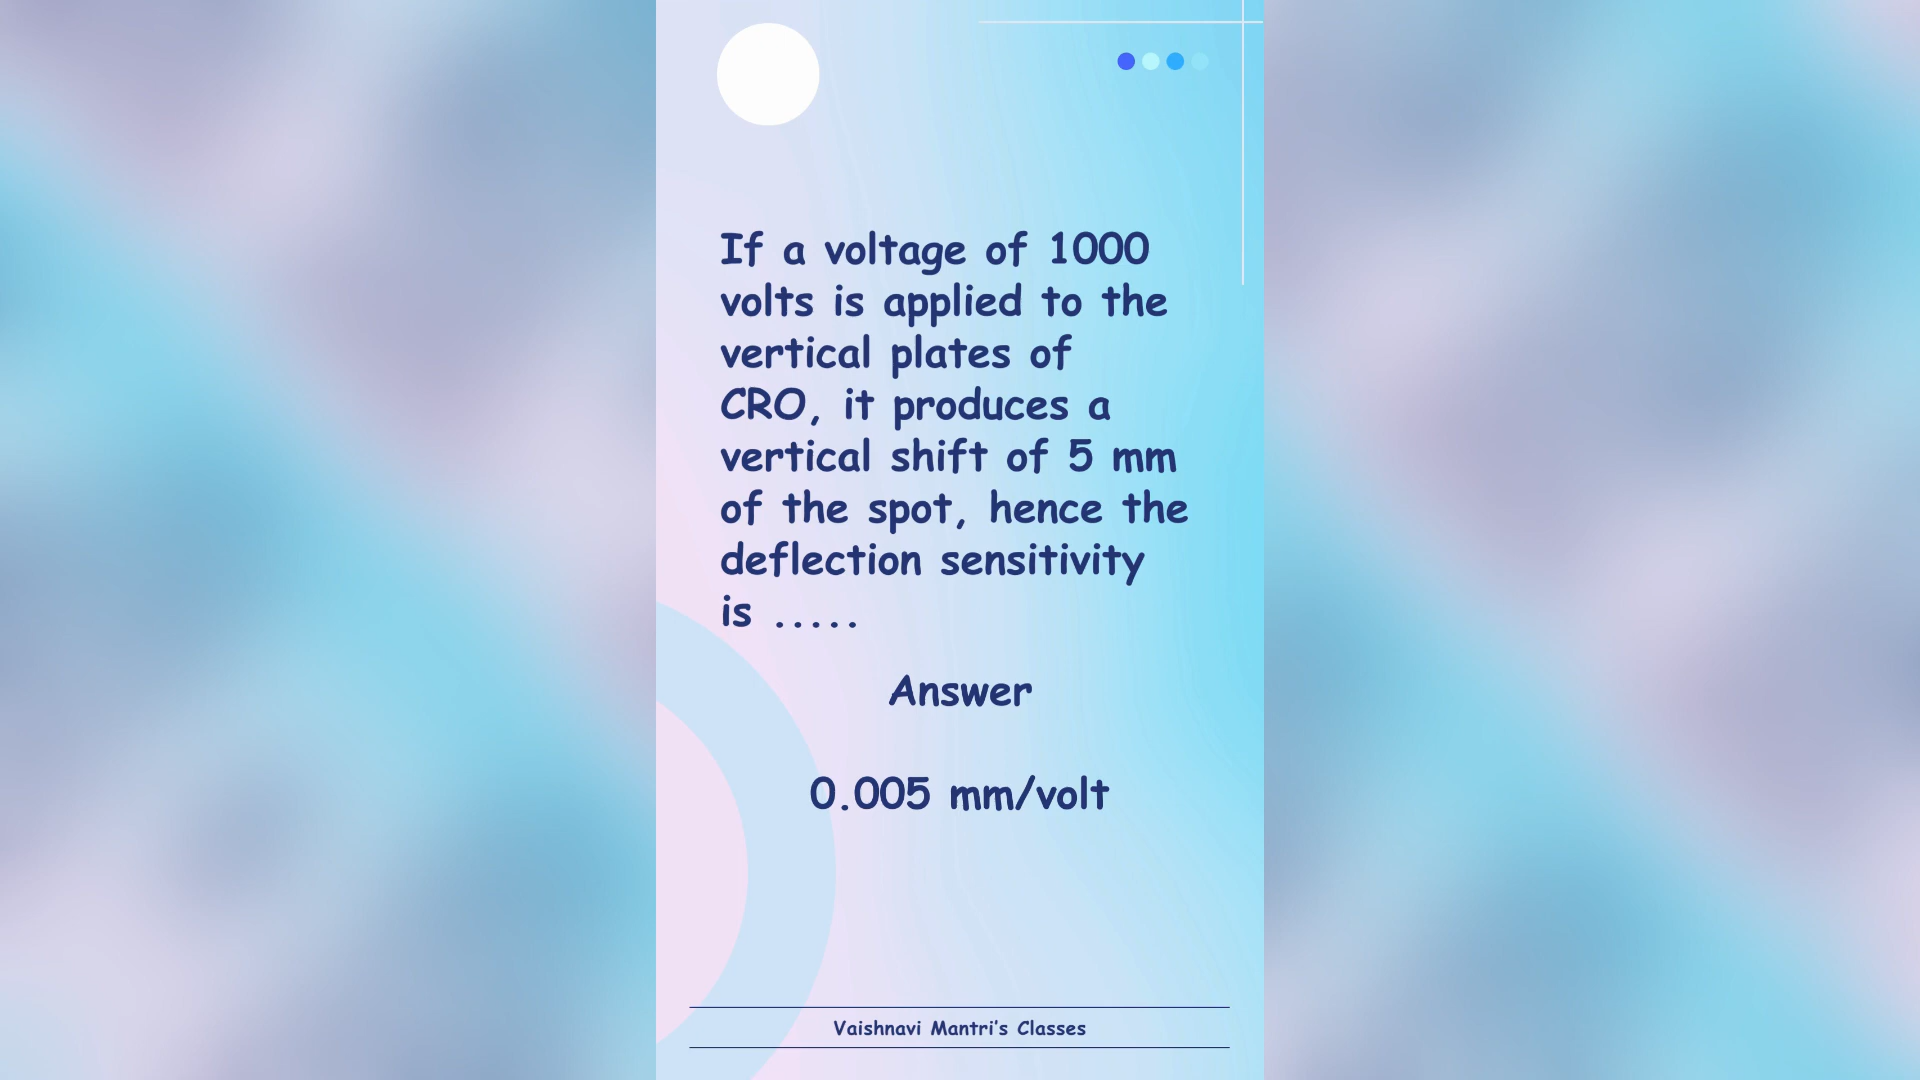 If a voltage of 1000
volts is applied to the
vertical plates of
CRO, it produces a
vertical shift of 5 mm
of the spot, hence the
deflection sensitivity
is .....
Answer
0.005 mm/volt
Vaishnavi Mantri's Classes